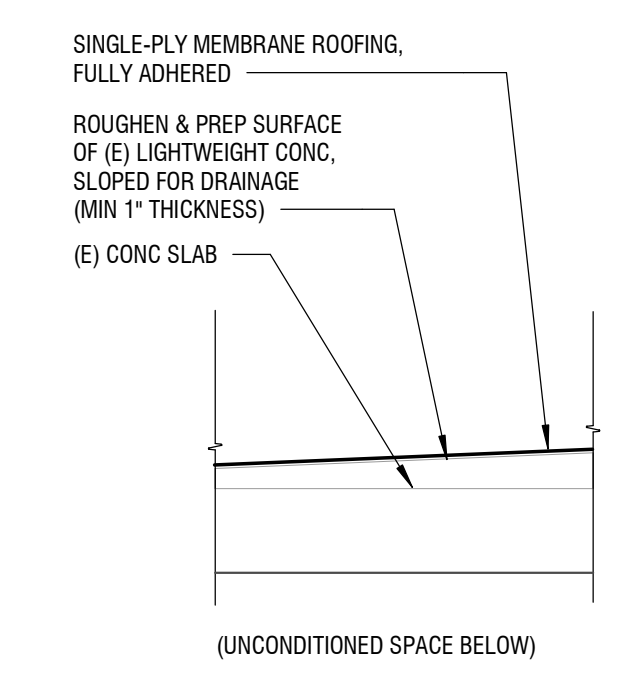 SINGLE-PLY MEMBRANE ROOFING,
FULLY ADHERED
ROUGHEN & PREP SURFACE
OF (E) LIGHTWEIGHT CONC,
SLOPED FOR DRAINAGE
(MIN 1" THICKNESS)
(E) CONC SLAB
(UNCONDITIONED SPACE BELOW)